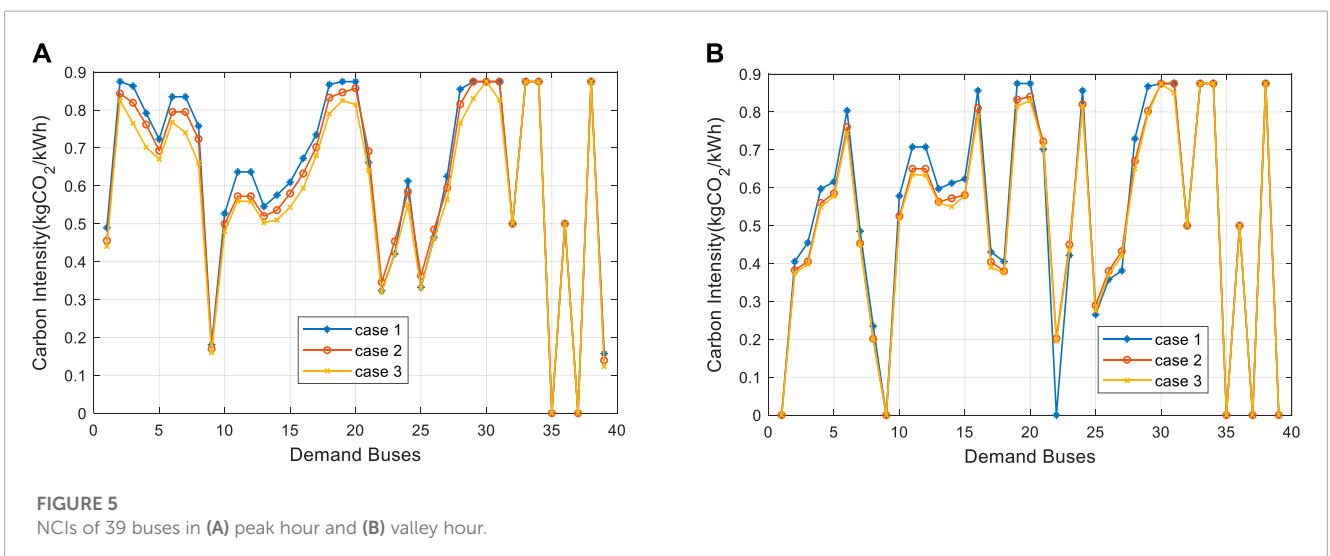 A
0.9
0.8
0.7
0.6
0.5
0.4
0.3
0.2
0.1
0
Carbon Intensity(kgCO2/kWh)
case 1
case 2
case 3
0 5 10 15 20 25 30 35 40
Demand Buses
B
0.9
0.8
0.7
0.6
0.5
0.4
0.3
0.2
0.1
0
Carbon Intensity(kgCO2/kWh)
case 1
case 2
case 3
0 5 10 15 20 25 30 35 40
Demand Buses
FIGURE 5
NCIs of 39 buses in (A) peak hour and (B) valley hour.